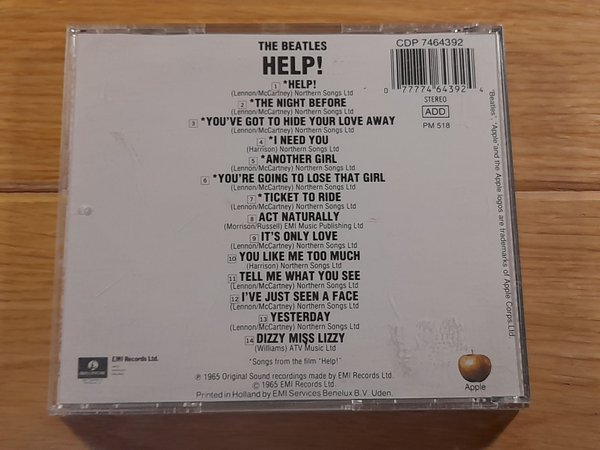 THE BEATLES
HELP!
1 *HELP!
(Lennon/McCartney) Northern Songs Ltd
2 *THE NIGHT BEFORE
(Lennon/McCartney) Northern Songs Ltd
3 *YOU'VE GOT TO HIDE YOUR LOVE AWAY
(Lennon/McCartney) Northern Songs Ltd
4 *I NEED YOU
(Harrison) Northern Songs Ltd
5 *ANOTHER GIRL
(Lennon/McCartney) Northern Songs Ltd
6 *YOU'RE GOING TO LOSE THAT GIRL
(Lennon/McCartney) Northern Songs Ltd
7 *TICKET TO RIDE
(Lennon/McCartney) Northern Songs Ltd
8 ACT NATURALLY
(Morrison/Russell) EMI Music Publishing Ltd
9 IT'S ONLY LOVE
(Lennon/McCartney) Northern Songs Ltd
10 YOU LIKE ME TOO MUCH
(Harrison) Northern Songs Ltd
11 TELL ME WHAT YOU SEE
(Lennon/McCartney) Northern Songs Ltd
12 I'VE JUST SEEN A FACE
(Lennon/McCartney) Northern Songs Ltd
13 YESTERDAY
(Lennon/McCartney) Northern Songs Ltd
14 DIZZY MISS LIZZY
(Williams) ATV Music Ltd
*Songs from the film "Help!"
℗ 1965 Original Sound recordings made by EMI Records Ltd.
© 1965 EMI Records Ltd.
Printed in Holland by EMI Services Benelux B.V. Uden.
CDP 7464392
0 77774 64392 4
STEREO
ADD
PM 518
"Beatles", "Apple and the Apple logos are trademarks of Apple Corps Ltd.
EMI Records Ltd.
Apple